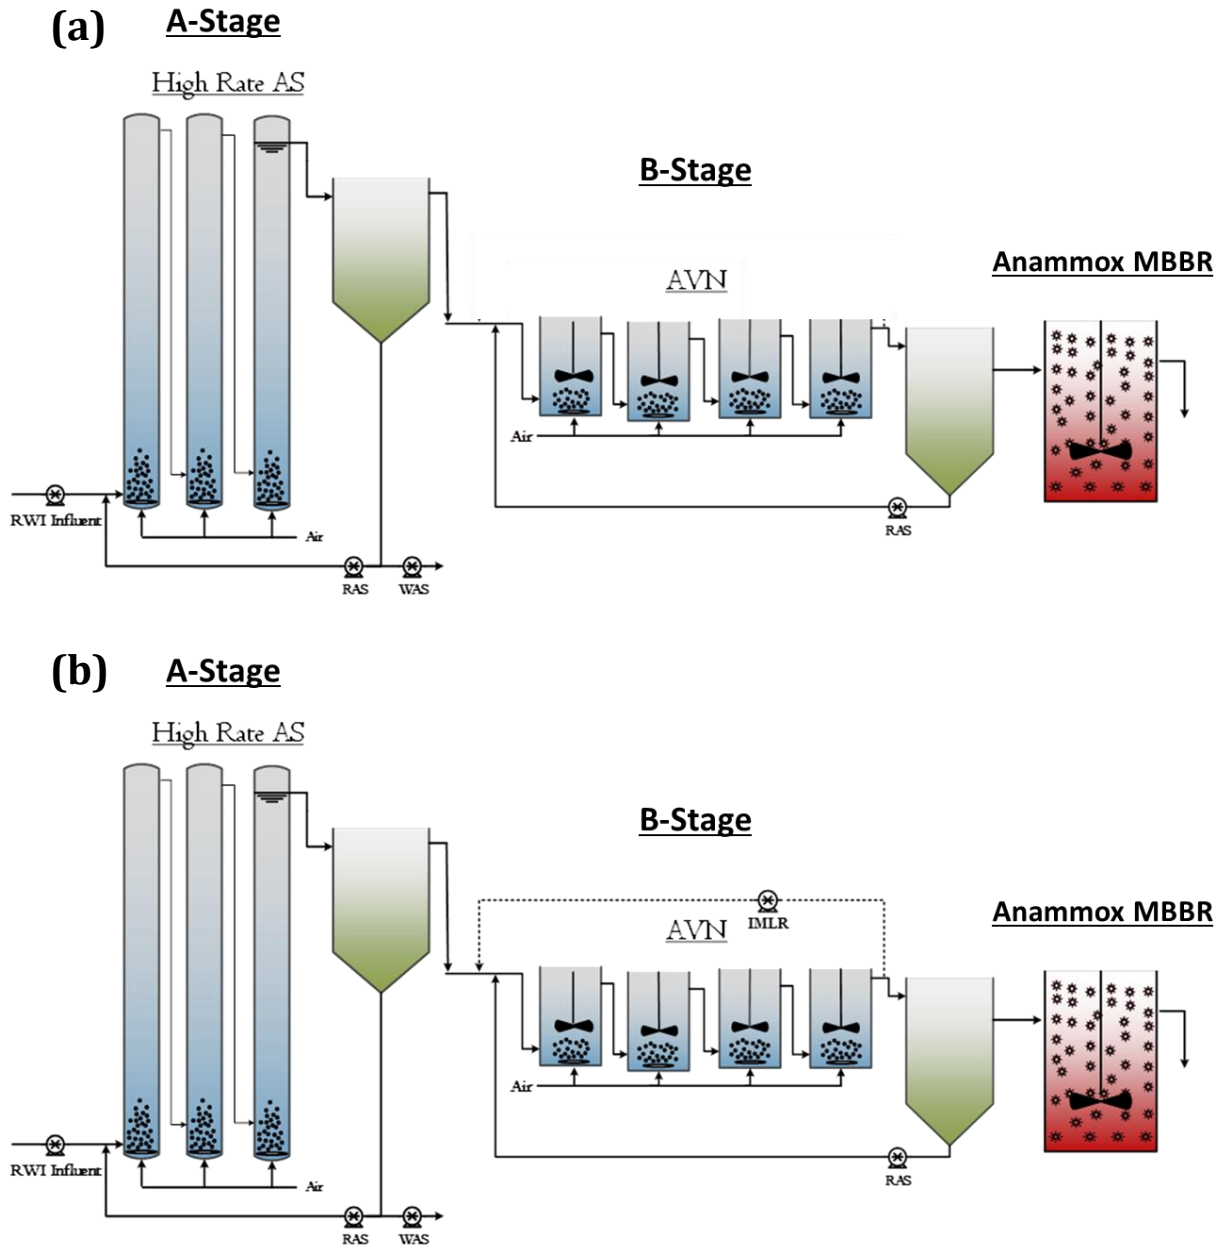 (a)
A-Stage
High Rate AS
B-Stage
AVN
Anammox MBBR
Air
RWI Influent
Air
RAS
RAS
WAS
(b)
A-Stage
High Rate AS
B-Stage
IMLR
AVN
Anammox MBBR
Air
RWI Influent
Air
RAS
RAS
WAS